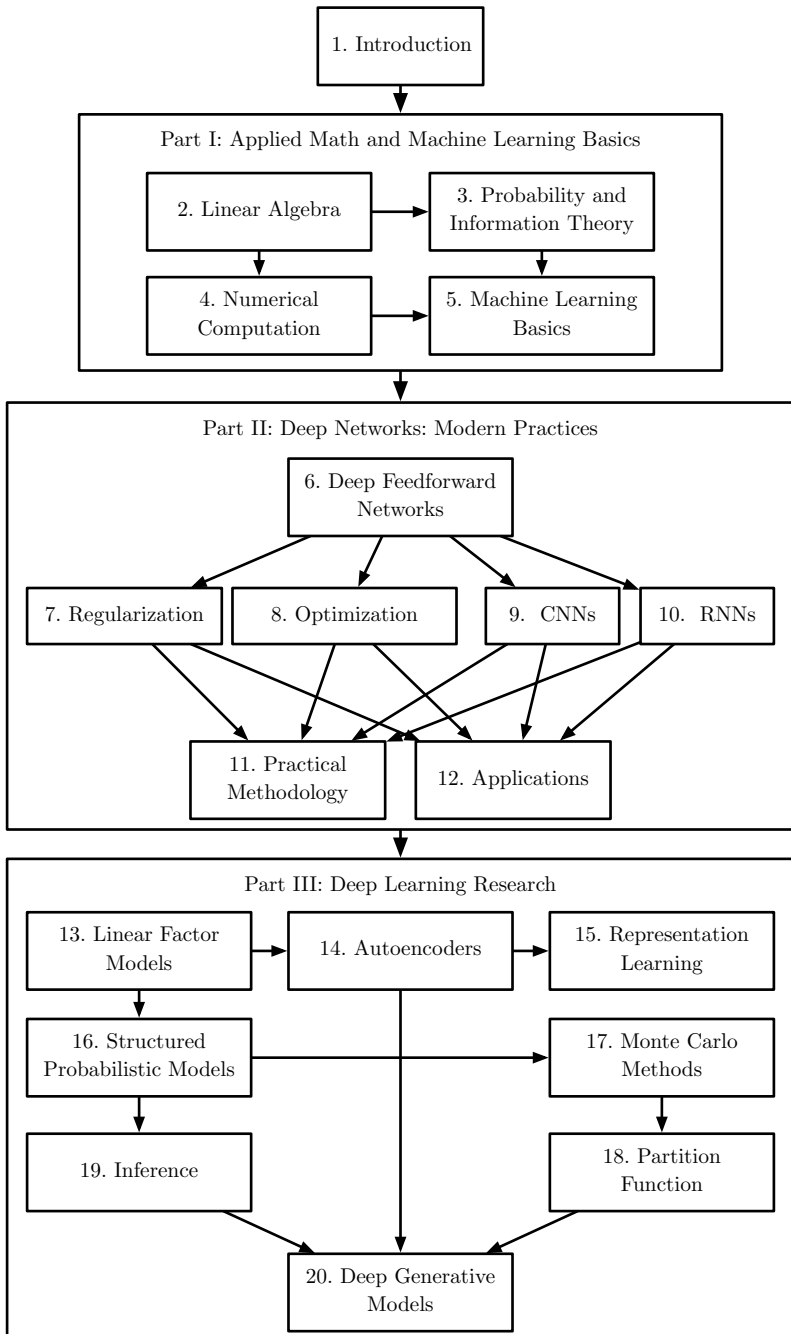 1. Introduction
Part I: Applied Math and Machine Learning Basics
2. Linear Algebra
3. Probability and
Information Theory
4. Numerical
Computation
5. Machine Learning
Basics
Part II: Deep Networks: Modern Practices
6. Deep Feedforward
Networks
7. Regularization
8. Optimization
9. CNNs
10. RNNs
11. Practical
Methodology
12. Applications
Part III: Deep Learning Research
13. Linear Factor
Models
14. Autoencoders
15. Representation
Learning
16. Structured
Probabilistic Models
17. Monte Carlo
Methods
19. Inference
18. Partition
Function
20. Deep Generative
Models